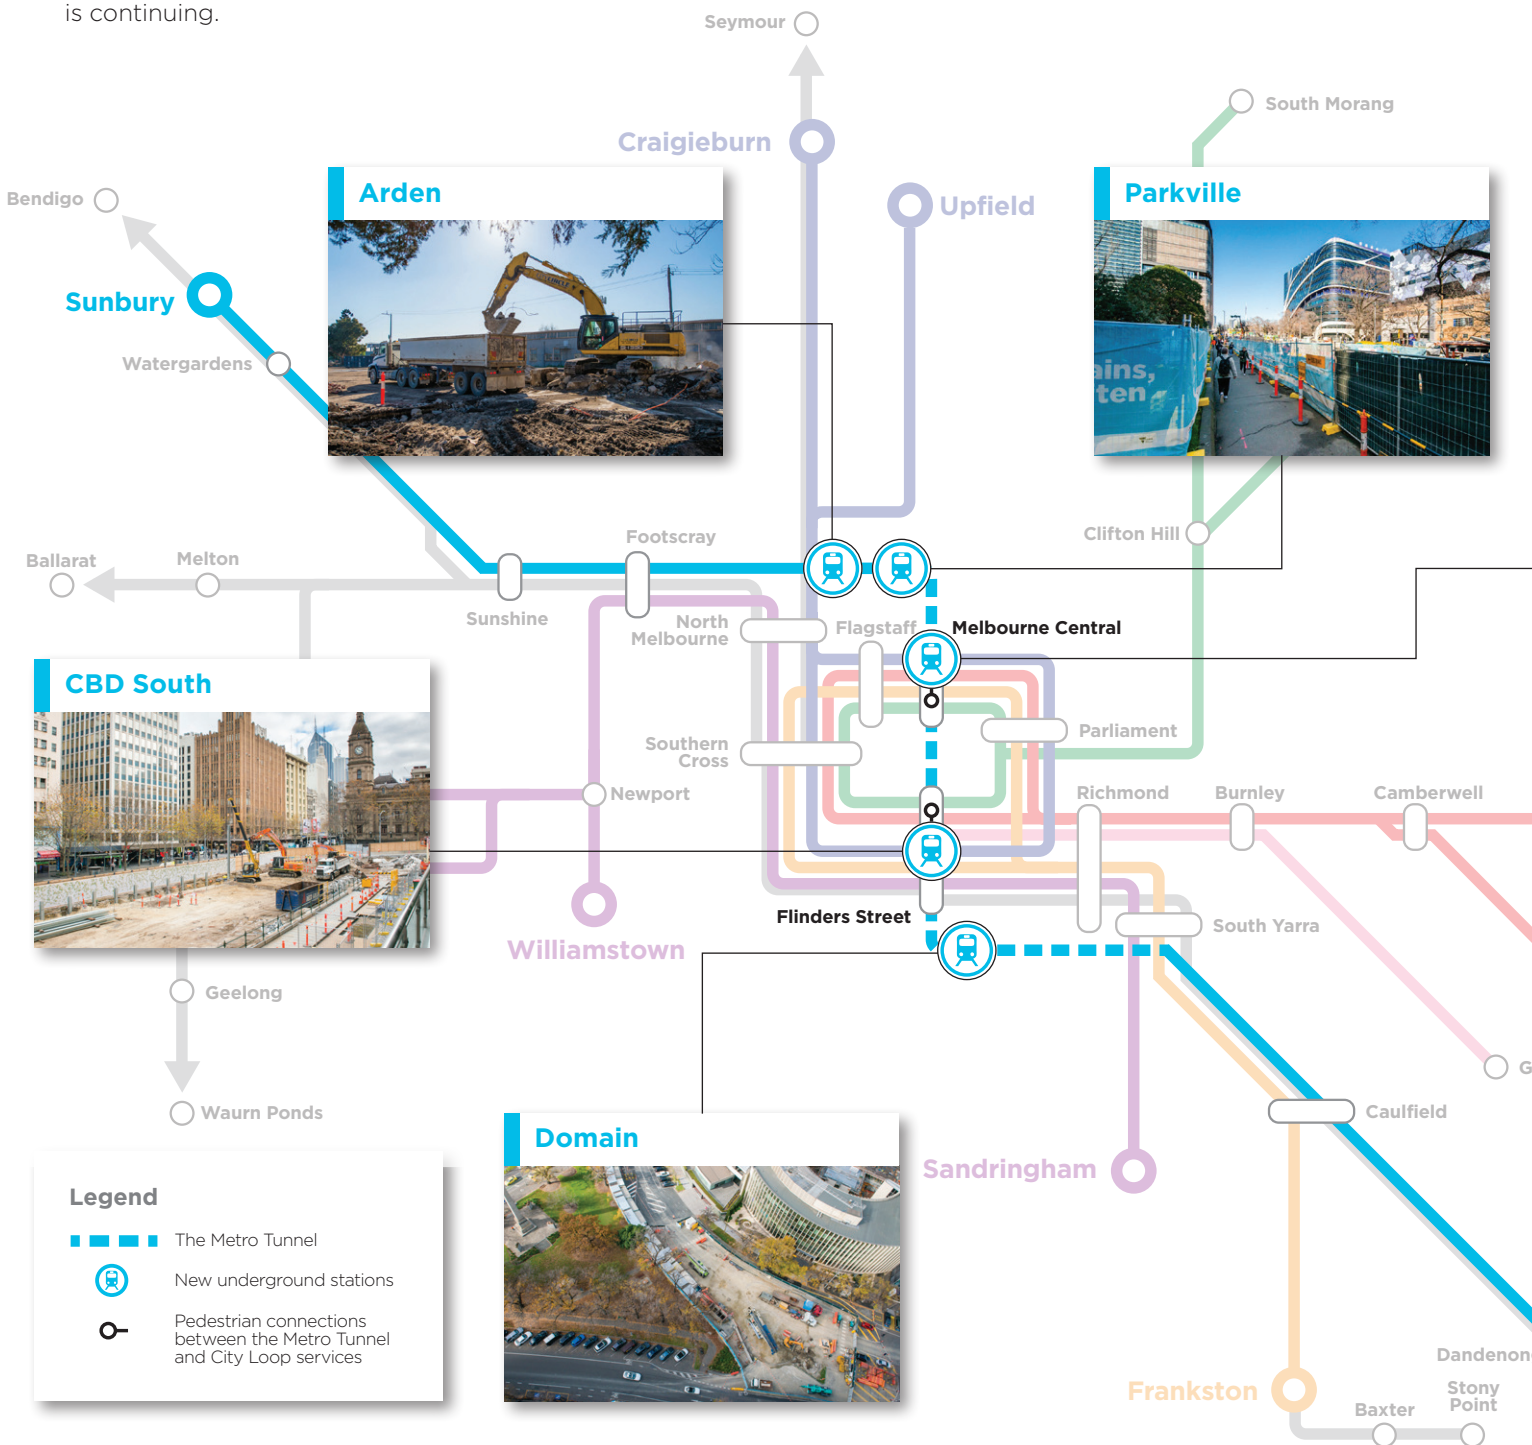 is continuing.
Seymour
South Morang
Craigieburn
Arden
Parkville
Bendigo
Upfield
Sunbury
Watergardens
ains,
ten
Clifton Hill
Footscray
Ballarat
Melton
Sunshine
North
Melbourne
Flagstaff
Melbourne Central
CBD South
Southern
Cross
Parliament
Newport
Richmond
Burnley
Camberwell
Flinders Street
South Yarra
Williamstown
Geelong
G
Waurn Ponds
Caulfield
Domain
Sandringham
Legend
The Metro Tunnel
New underground stations
Pedestrian connections
between the Metro Tunnel
and City Loop services
Dandenon
Frankston
Stony
Point
Baxter